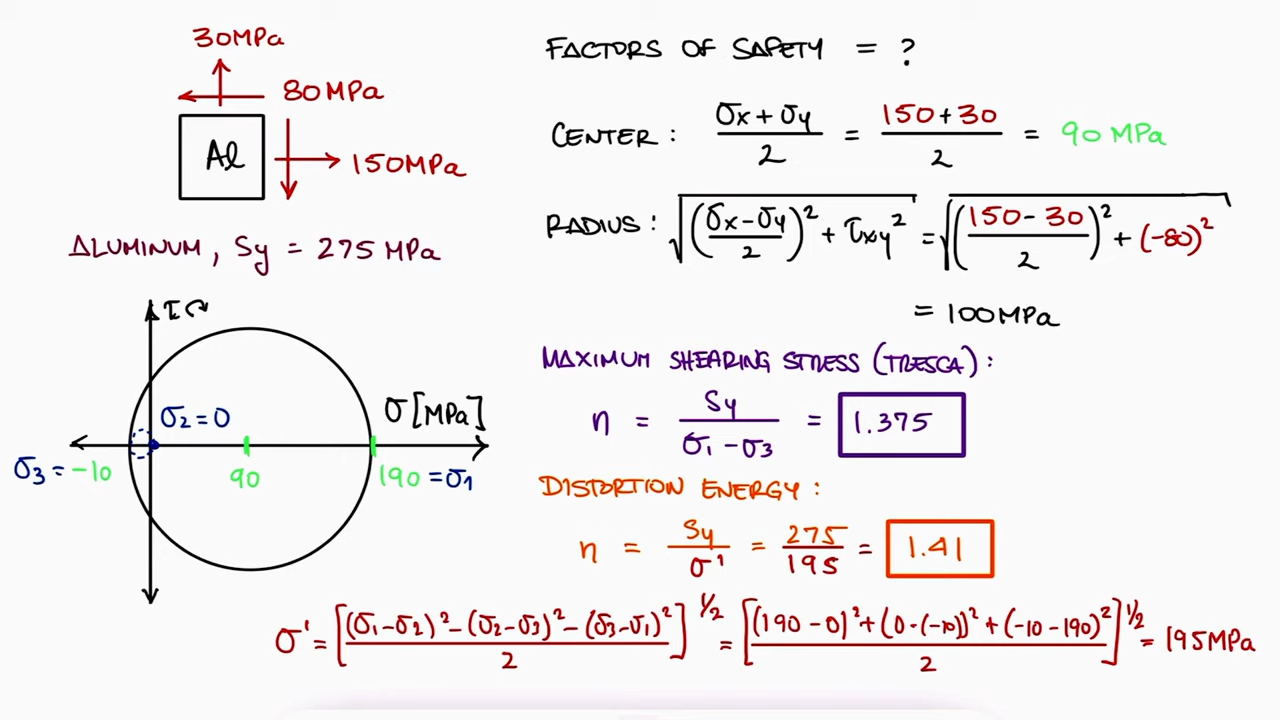 30MPa
80MPa
Al
150MPa
ALUMINUM, Sy = 275 MPa
FACTORS OF SAFETY = ?
CENTER: (σx + σy)/2 = (150 + 30)/2 = 90 MPa
RADIUS: √(((σx - σy)/2)² + τxy²) = √(((150 - 30)/2)² + (-80)²)
= 100MPa
τ ↷
σ [MPa]
σ2 = 0
σ3 = -10
90
190 = σ1
MAXIMUM SHEARING STRESS (TRESCA):
n = Sy/(σ1 - σ3) = 1.375
DISTORTION ENERGY:
n = Sy/σ' = 275/195 = 1.41
σ' = [((σ1 - σ2)² - (σ2 - σ3)² - (σ3 - σ1)²)/2]^1/2 = [((190 - 0)² + (0 - (-10))² + (-10 - 190)²)/2]^1/2 = 195MPa